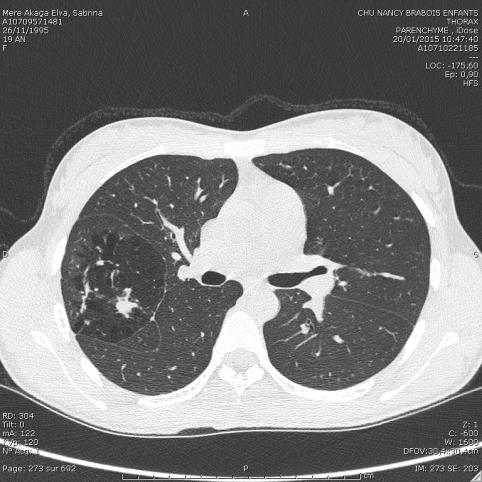 Mere Akaga Elva, Sabrina
A10709571481
26/11/1995
19 AN
F
A
CHU NANCY BRABOIS ENFANTS
THORAX
PARENCHYME , iDose
20/01/2015 10:47:40
A10710221185
---
LOC: -175,60
Ep: 0,90
HFS
D
G
RD: 304
Tilt: 0
mA: 122
120
Page: 273 sur 692
P
cm
Z: 1
C: -600
W: 1600
IM: 273 SE: 203